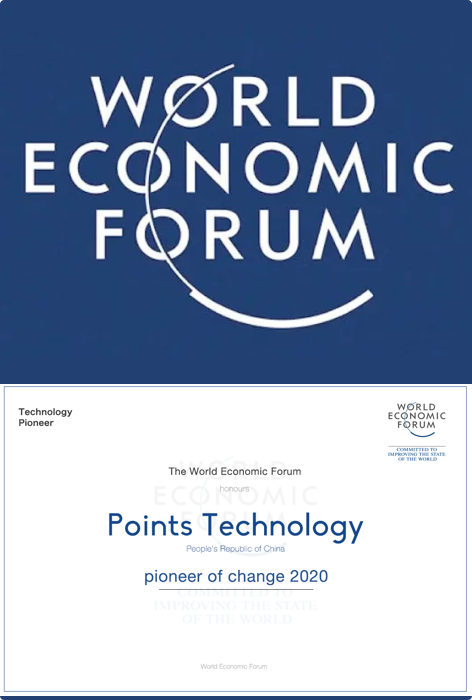 WORLD
ECONOMIC
FORUM
Technology
Pioneer
WORLD
ECONOMIC
FORUM
COMMITTED TO
IMPROVING THE STATE
OF THE WORLD
The World Economic Forum
honours
Points Technology
People's Republic of China
pioneer of change 2020
COMMITTED TO
IMPROVING THE STATE
OF THE WORLD
World Economic Forum